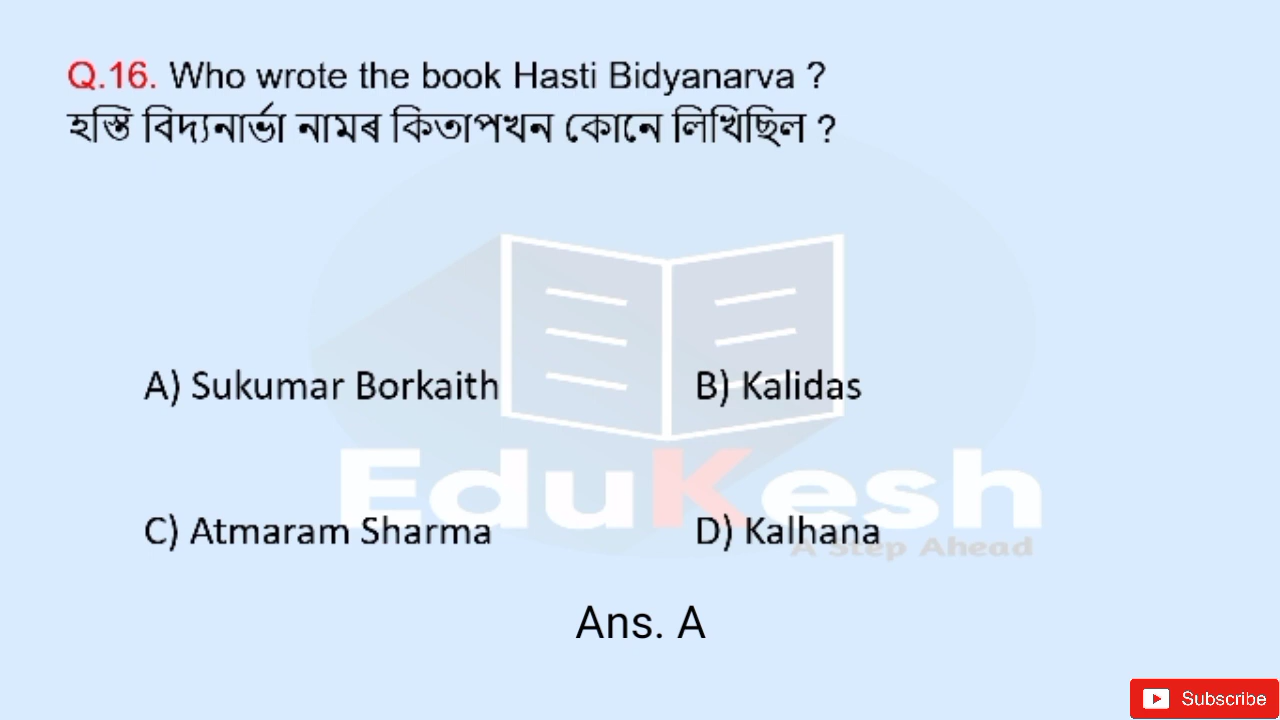 Q.16. Who wrote the book Hasti Bidyanarva ?
হস্তি বিদ্যনার্ভা নামৰ কিতাপখন কোনে লিখিছিল ?
A) Sukumar Borkaith
B) Kalidas
EduKesh
C) Atmaram Sharma
D) Kalhana
A Step Ahead
Ans. A
Subscribe